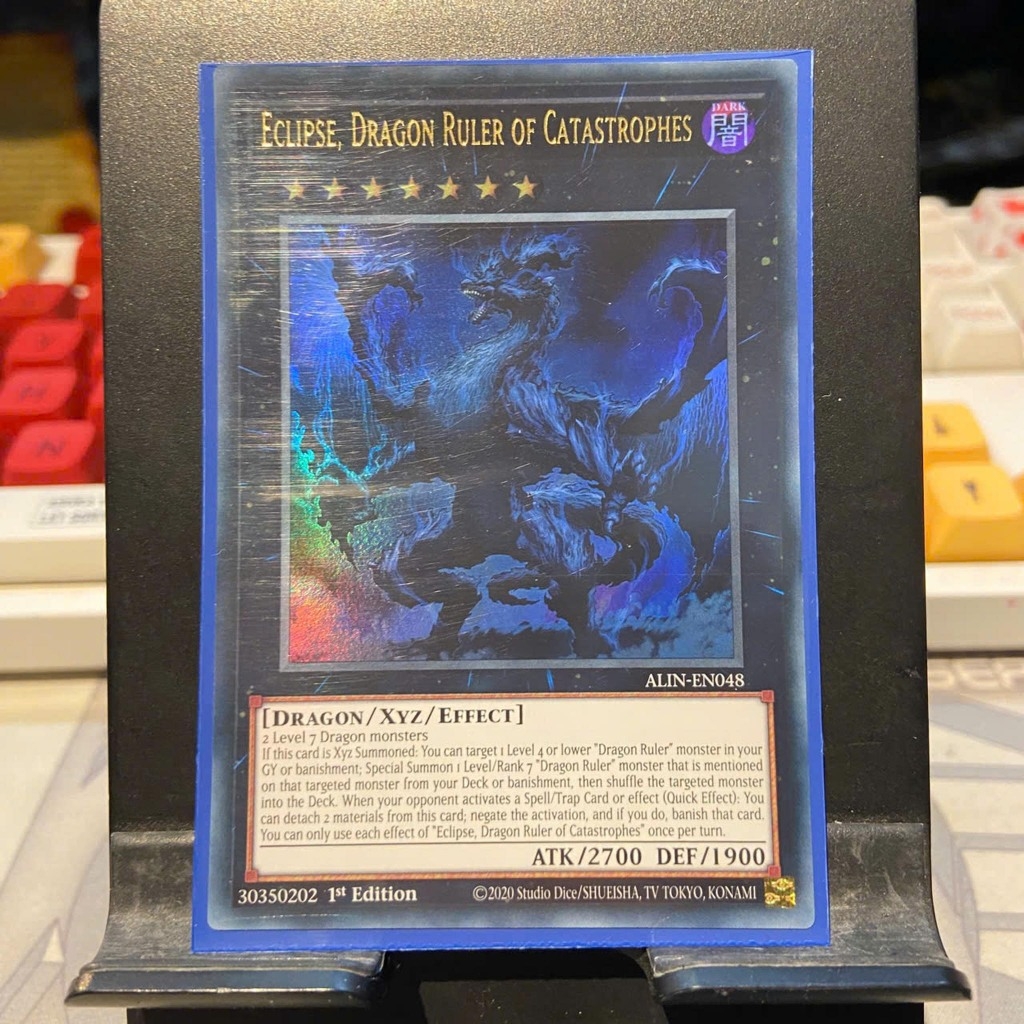 ECLIPSE, DRAGON RULER OF CATASTROPHES
DARK
闇
ALIN-EN048
[DRAGON/XYZ/EFFECT]
2 Level 7 Dragon monsters
If this card is Xyz Summoned: You can target 1 Level 4 or lower "Dragon Ruler" monster in your
GY or banishment; Special Summon 1 Level/Rank 7 "Dragon Ruler" monster that is mentioned
on that targeted monster from your Deck or banishment, then shuffle the targeted monster
into the Deck. When your opponent activates a Spell/Trap Card or effect (Quick Effect): You
can detach 2 materials from this card; negate the activation, and if you do, banish that card.
You can only use each effect of "Eclipse, Dragon Ruler of Catastrophes" once per turn.
ATK/2700 DEF/1900
30350202 1st Edition
©2020 Studio Dice/SHUEISHA, TV TOKYO, KONAMI